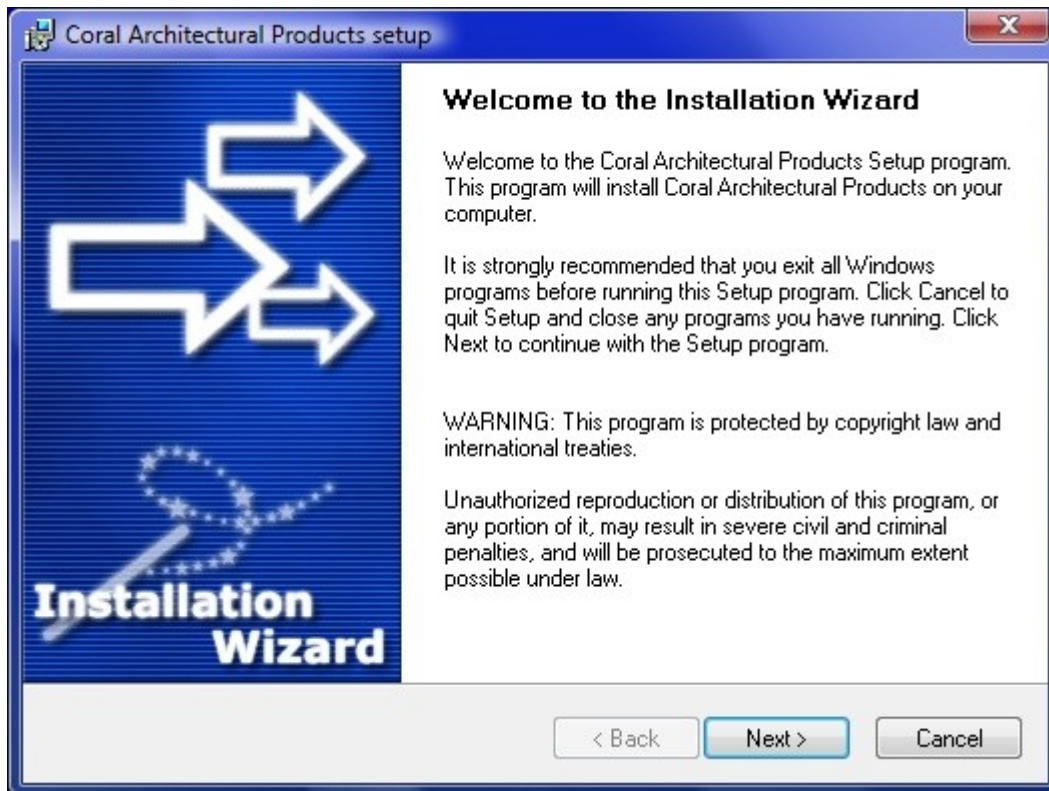 Coral Architectural Products setup
Welcome to the Installation Wizard
Welcome to the Coral Architectural Products Setup program.
This program will install Coral Architectural Products on your
computer.
It is strongly recommended that you exit all Windows
programs before running this Setup program. Click Cancel to
quit Setup and close any programs you have running. Click
Next to continue with the Setup program.
WARNING: This program is protected by copyright law and
international treaties.
Unauthorized reproduction or distribution of this program, or
any portion of it, may result in severe civil and criminal
penalties, and will be prosecuted to the maximum extent
possible under law.
Installation
Wizard
< Back
Next >
Cancel